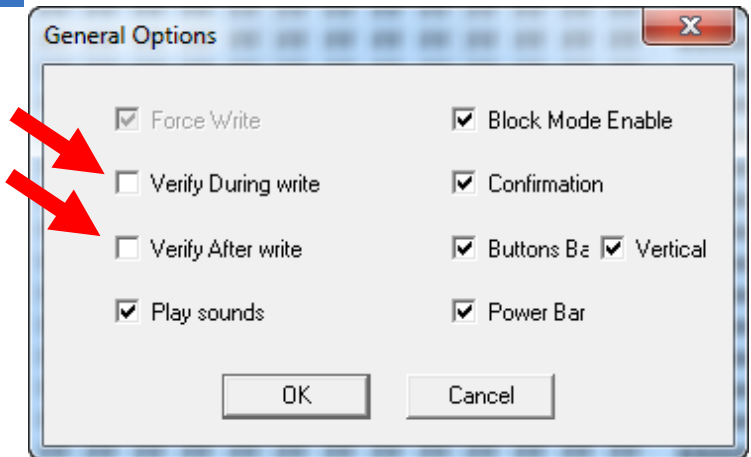 General Options
Force Write
Block Mode Enable
Verify During write
Confirmation
Verify After write
Buttons Ba Vertical
Play sounds
Power Bar
OK
Cancel